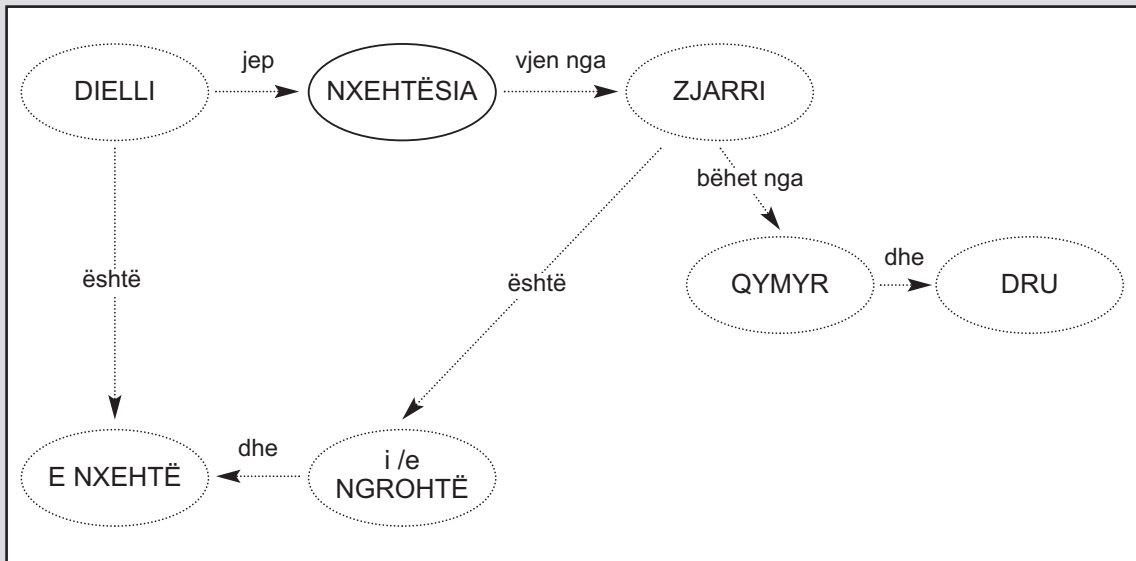 jep
vjen nga
DIELLI
NXEHTËSIA
ZJARRI
bëhet nga
është
është
QYMYR
dhe
DRU
E NXEHTË
dhe
i /e
NGROHTË